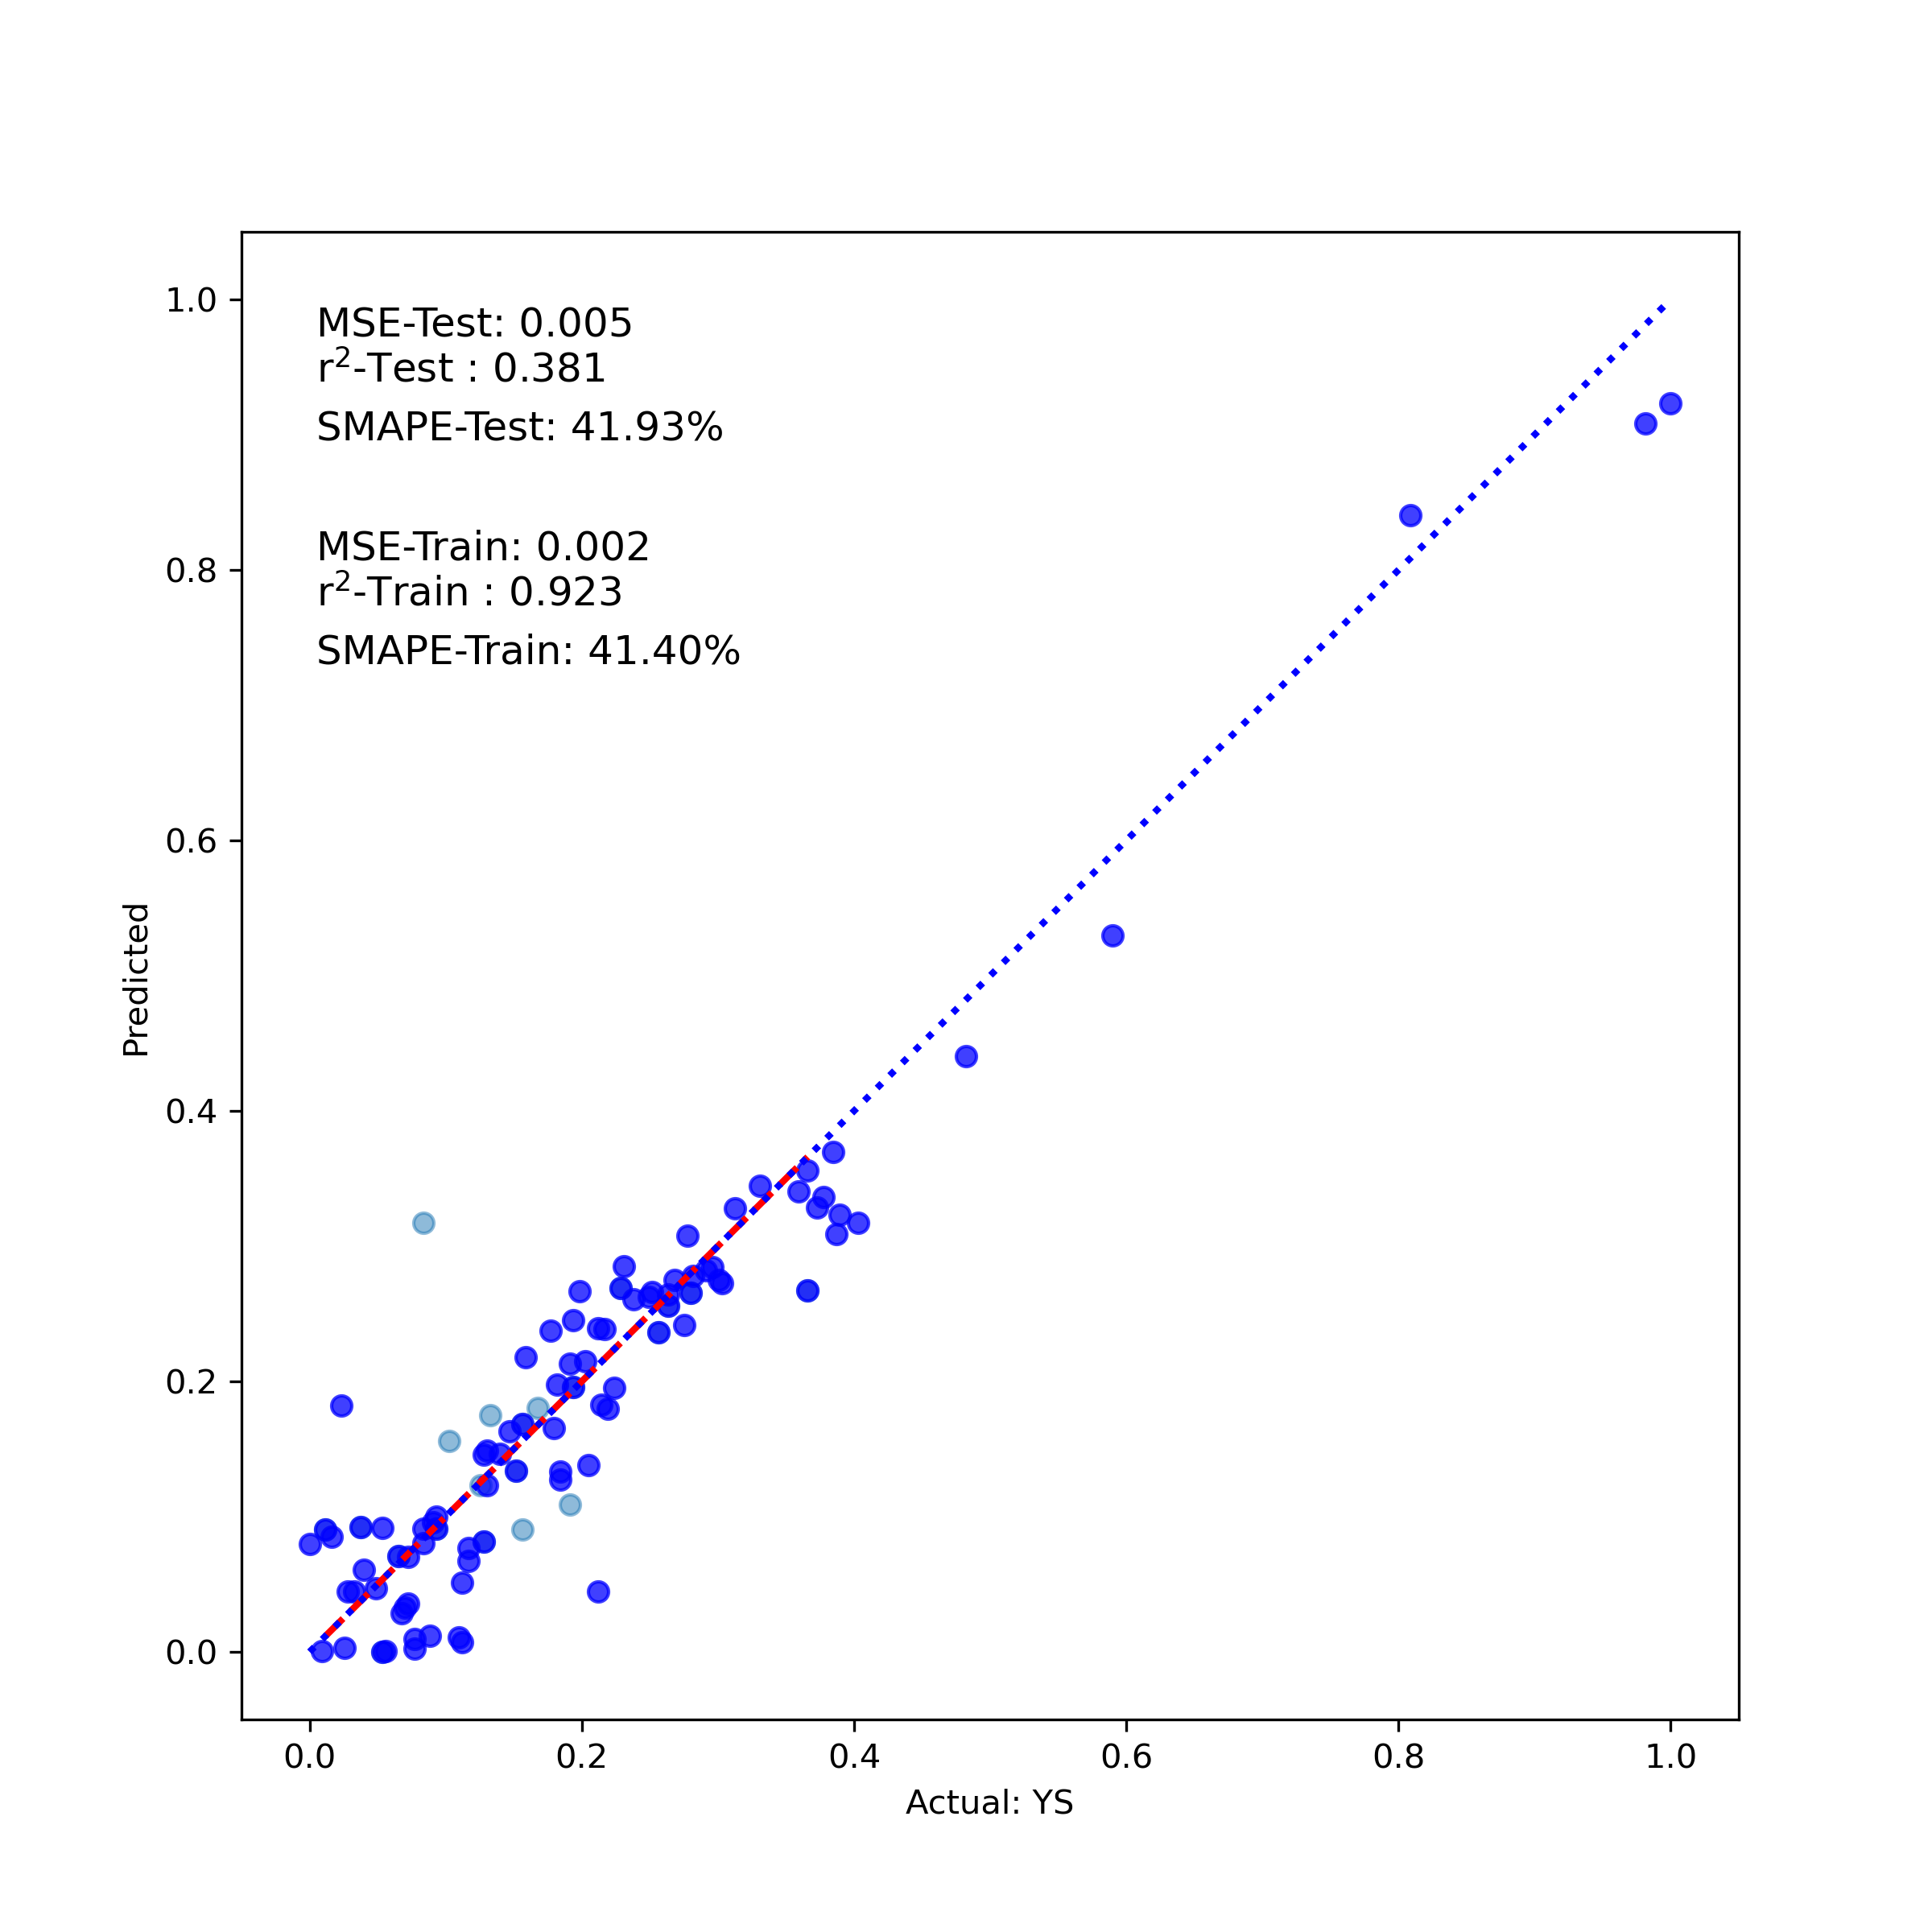 MSE-Test: 0.005
r²-Test : 0.381
SMAPE-Test: 41.93%
MSE-Train: 0.002
r²-Train : 0.923
SMAPE-Train: 41.40%
1.0
0.8
0.6
0.4
0.2
0.0
Predicted
0.0 0.2 0.4 0.6 0.8 1.0
Actual: YS